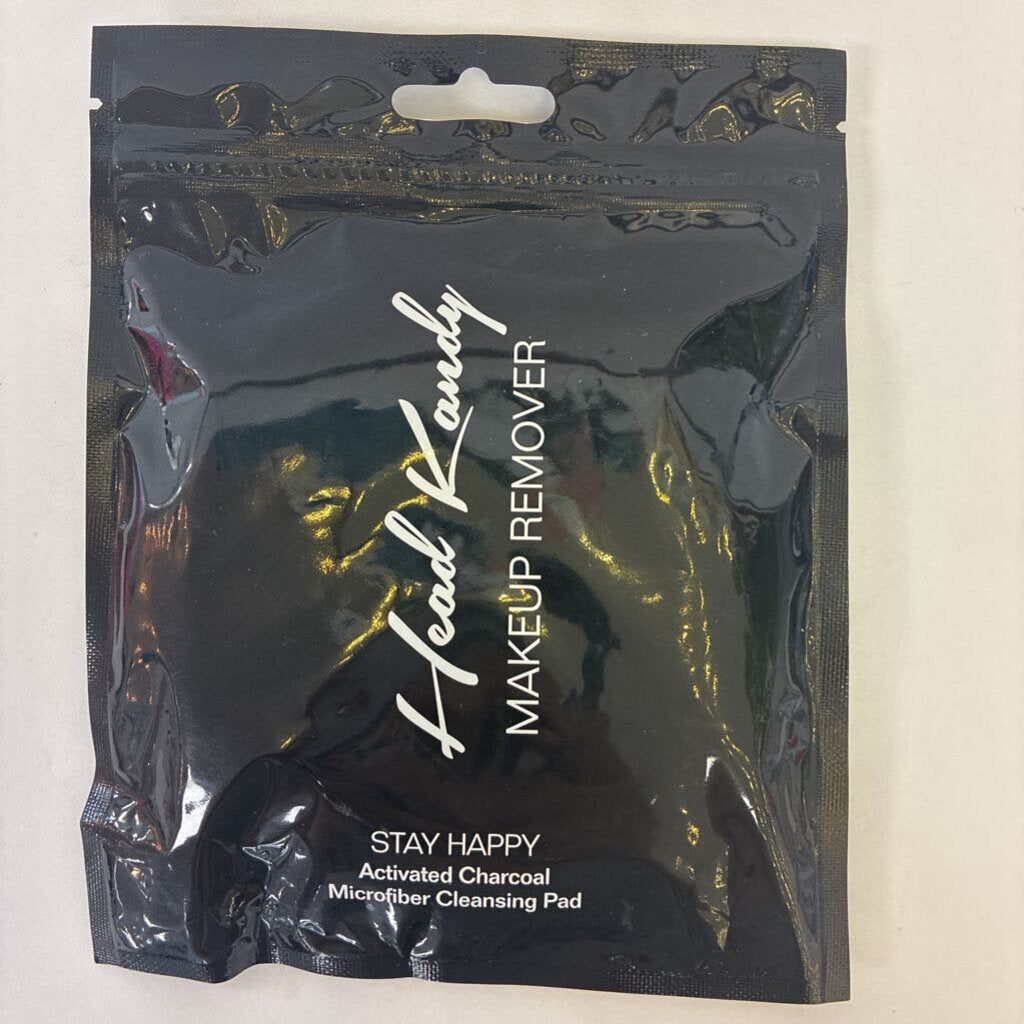 Head Kandy
MAKEUP REMOVER
STAY HAPPY
Activated Charcoal
Microfiber Cleansing Pad